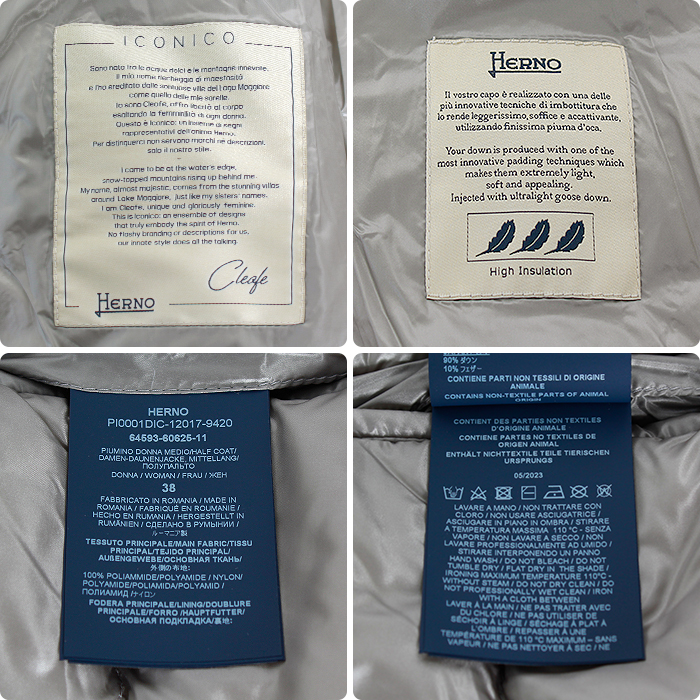 ICONICO
Sono nata tra le acque dolci e le montagne innevate.
Il mio nome riecheggia di maestosità
e l'ho ereditato dalle sontuose ville del Lago Maggiore
come quello delle mie sorelle.
Io sono Cleofe, offro libertà al corpo
esaltando la femminilità di ogni donna.
Questo è Iconico: un insieme di segni
rappresentativi dell'anima Herno.
Per distinguerci non servono marchi né descrizioni.
solo il nostro stile.
–
I came to be at the water's edge,
snow-topped mountains rising up behind me.
My name, almost majestic, comes from the stunning villas
around Lake Maggiore, just like my sisters' names.
I am Cleofe, unique and gloriously feminine.
This is Iconico: an ensemble of designs
that truly embody the spirit of Herno.
No flashy branding or descriptions for us,
our innate style does all the talking.
Cleofe
HERNO
HERNO
Il vostro capo è realizzato con una delle
più innovative tecniche di imbottitura che
lo rende leggerissimo, soffice e accattivante,
utilizzando finissima piuma d'oca.
Your down is produced with one of the
most innovative padding techniques which
makes them extremely light,
soft and appealing.
Injected with ultralight goose down.
High Insulation
HERNO
PI0001DIC-12017-9420
64593-60625-11
PIUMINO DONNA MEDIO/HALF COAT/
DAMEN-DAUNENJACKE, MITTELLANG/
ПОЛУПАЛЬТО
DONNA / WOMAN / FRAU / ЖЕН
38
FABBRICATO IN ROMANIA / MADE IN
ROMANIA / FABRIQUÉ EN ROUMANIE /
HECHO EN RUMANIA / HERGESTELLT IN
RUMÄNIEN / СДЕЛАНО В РУМЫНИИ /
ルーマニア製
TESSUTO PRINCIPALE/MAIN FABRIC/TISSU
PRINCIPAL/TEJIDO PRINCIPAL/
AUßENGEWEBE/ОСНОВНАЯ ТКАНЬ/
外側の布地:
100% POLIAMMIDE/POLYAMIDE / NYLON/
POLYAMIDE/POLIAMIDA/POLYAMID /
ПОЛИАМИД /ナイロン
FODERA PRINCIPALE/LINING/DOUBLURE
PRINCIPALE/FORRO /HAUPTFUTTER/
ОСНОВНАЯ ПОДКЛАДКА/裏地:
90% ダウン
10% フェザー
CONTIENE PARTI NON TESSILI DI ORIGINE
ANIMALE
CONTAINS NON-TEXTILE PARTS OF ANIMAL
ORIGIN
CONTIENT DES PARTIES NON TEXTILES
D'ORIGINE ANIMAL
CONTIENE PARTES NO TEXTILES DE
ORIGEN ANIMAL
ENTHÄLT NICHTTEXTILE TEILE TIERISCHEN
URSPRUNGS
05/2023
LAVARE A MANO / NON TRATTARE CON
CLORO / NON USARE ASCIUGATRICE /
ASCIUGARE IN PIANO IN OMBRA / STIRARE
A TEMPERATURA MASSIMA 110 °C - SENZA
VAPORE / NON LAVARE A SECCO / NON
LAVARE PROFESSIONALMENTE AD UMIDO /
STIRARE INTERPONENDO UN PANNO
HAND WASH / DO NOT BLEACH / DO NOT
TUMBLE DRY / FLAT DRY IN THE SHADE /
IRONING MAXIMUM TEMPERATURE 110°C -
WITHOUT STEAM / DO NOT DRY CLEAN / DO
NOT PROFESSIONALLY WET CLEAN / IRON
WITH A CLOTH BETWEEN
LAVER À LA MAIN / NE PAS TRAITER AVEC
DU CHLORE / NE PAS UTILISER DE
SÉCHOIR À LINGE / SÉCHAGE À PLAT À
L'OMBRE / REPASSER À UNE
TEMPÉRATURE DE 110 °C MAXIMAL – SANS
VAPEUR / NE PAS NETTOYER À SEC / NE